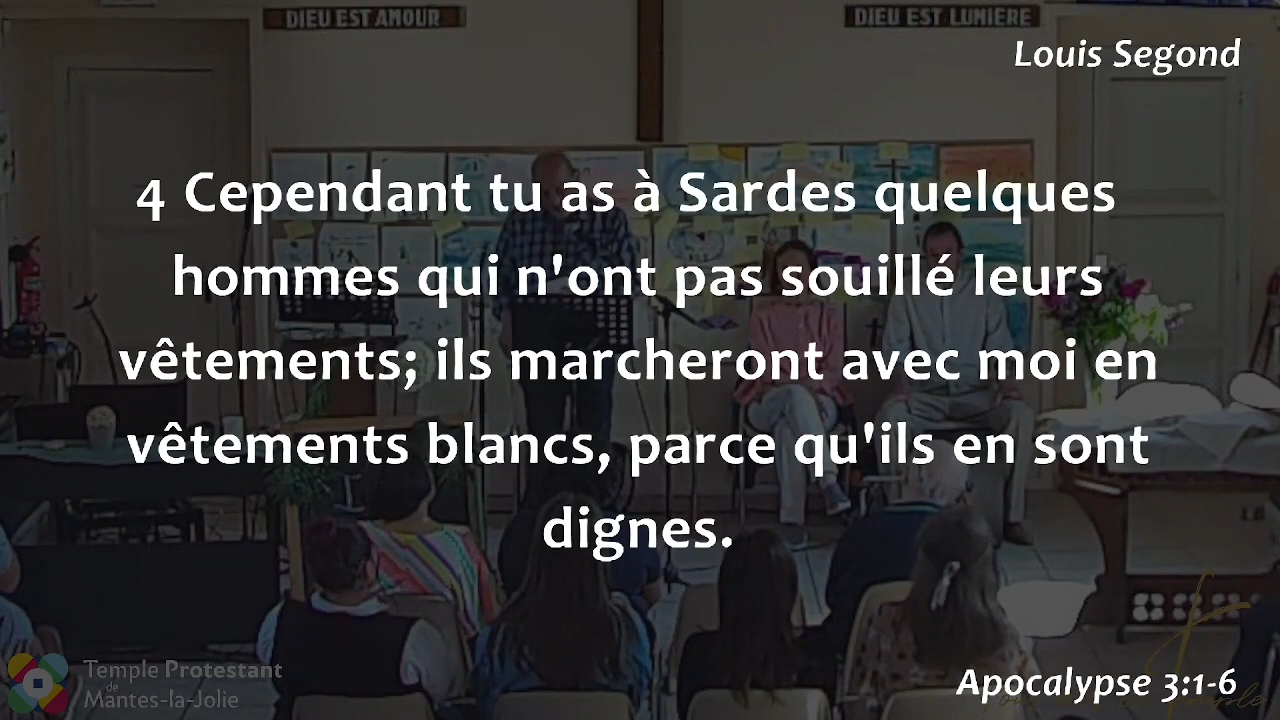 DIEU EST AMOUR
DIEU EST LUMIÈRE
Louis Segond
4 Cependant tu as à Sardes quelques
hommes qui n'ont pas souillé leurs
vêtements; ils marcheront avec moi en
vêtements blancs, parce qu'ils en sont
dignes.
Temple Protestant
de
Mantes-la-Jolie
Apocalypse 3:1-6